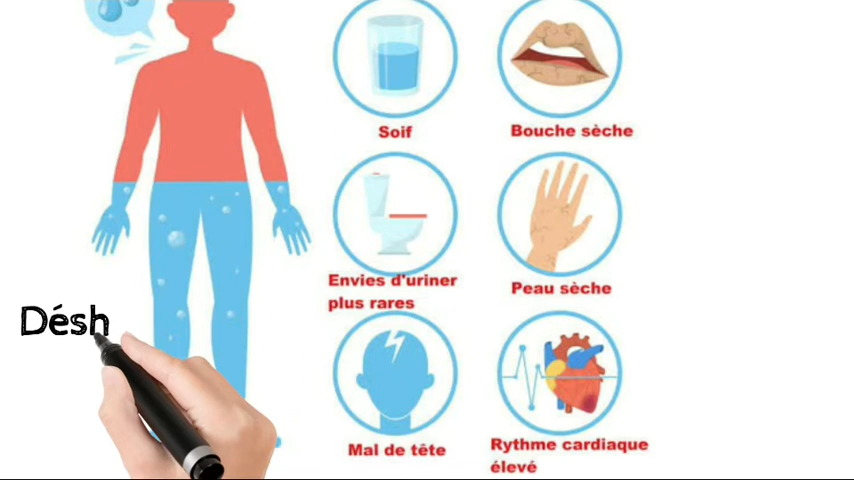 Soif
Bouche sèche
Envies d'uriner
plus rares
Peau sèche
Désh
Mal de tête
Rythme cardiaque
élevé